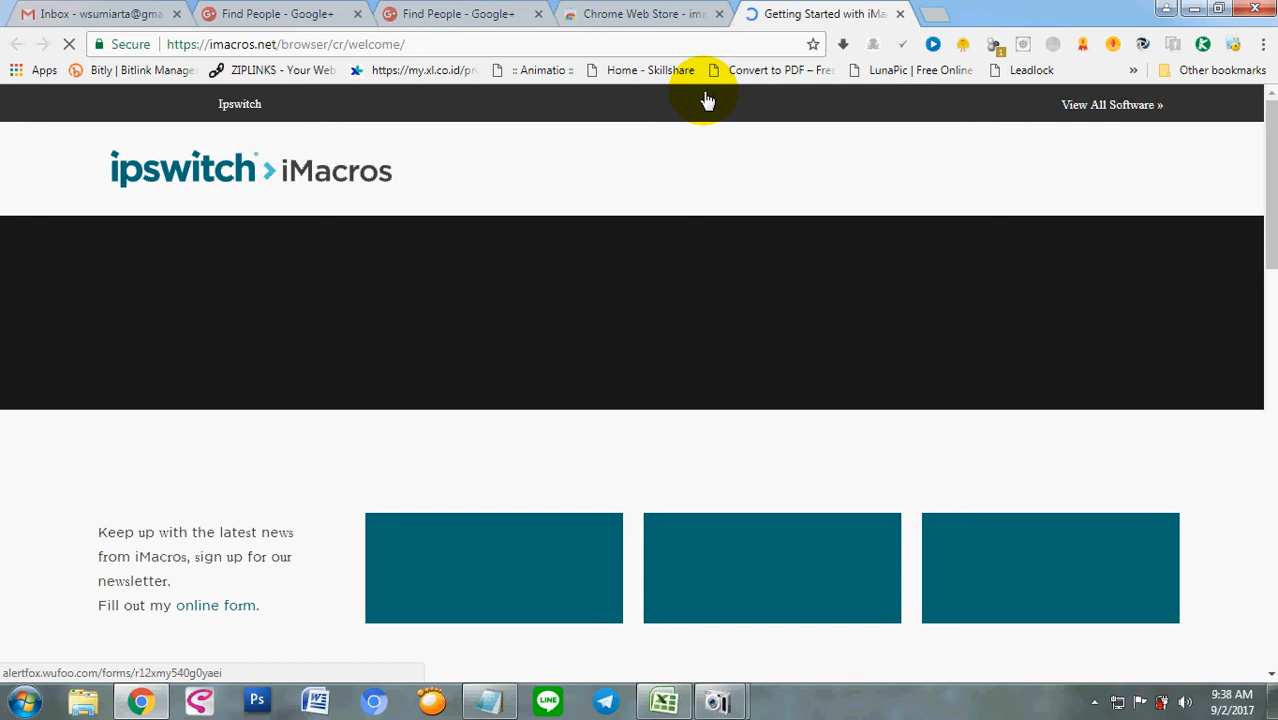 Inbox - wsumiarta@gma
Find People - Google+
Find People - Google+
Chrome Web Store - ima
Getting Started with iMa
Secure
https://imacros.net/browser/cr/welcome/
1
Apps
Bitly | Bitlink Manage
ZIPLINKS - Your Web
https://my.xl.co.id/pre
:: Animatio ::
Home - Skillshare
Convert to PDF – Fre
LunaPic | Free Online
Leadlock
»
Other bookmarks
Ipswitch
View All Software »
ipswitch > iMacros
Keep up with the latest news
from iMacros, sign up for our
newsletter.
Fill out my online form.
alertfox.wufoo.com/forms/r12xmy540g0yaei
Ps
LINE
9:38 AM
9/2/2017